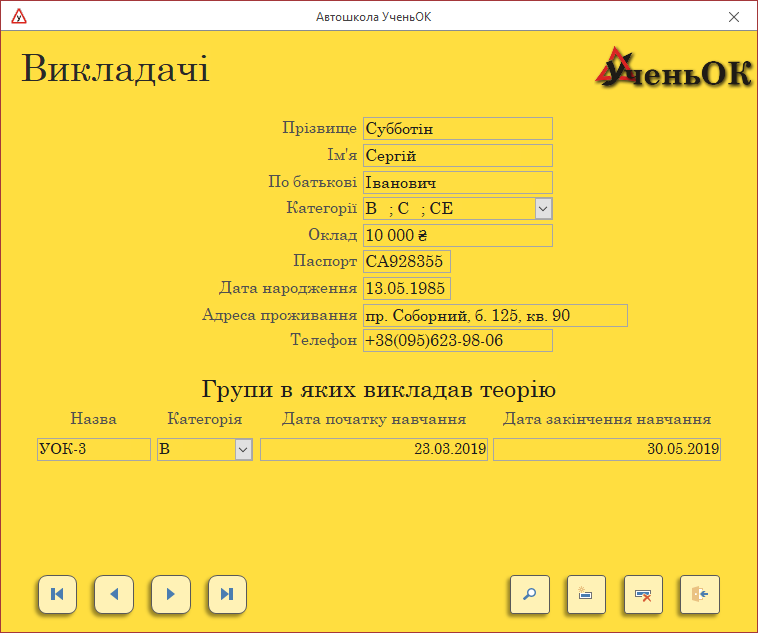 Автошкола УченьОК
Викладачі
УченьОК
Прізвище Субботін
Ім'я Сергій
По батькові Іванович
Категорії B ; C ; CE
Оклад 10 000 ₴
Паспорт СА928355
Дата народження 13.05.1985
Адреса проживання пр. Соборний, б. 125, кв. 90
Телефон +38(095)623-98-06
Групи в яких викладав теорію
Назва Категорія Дата початку навчання Дата закінчення навчання
УОК-3 B 23.03.2019 30.05.2019